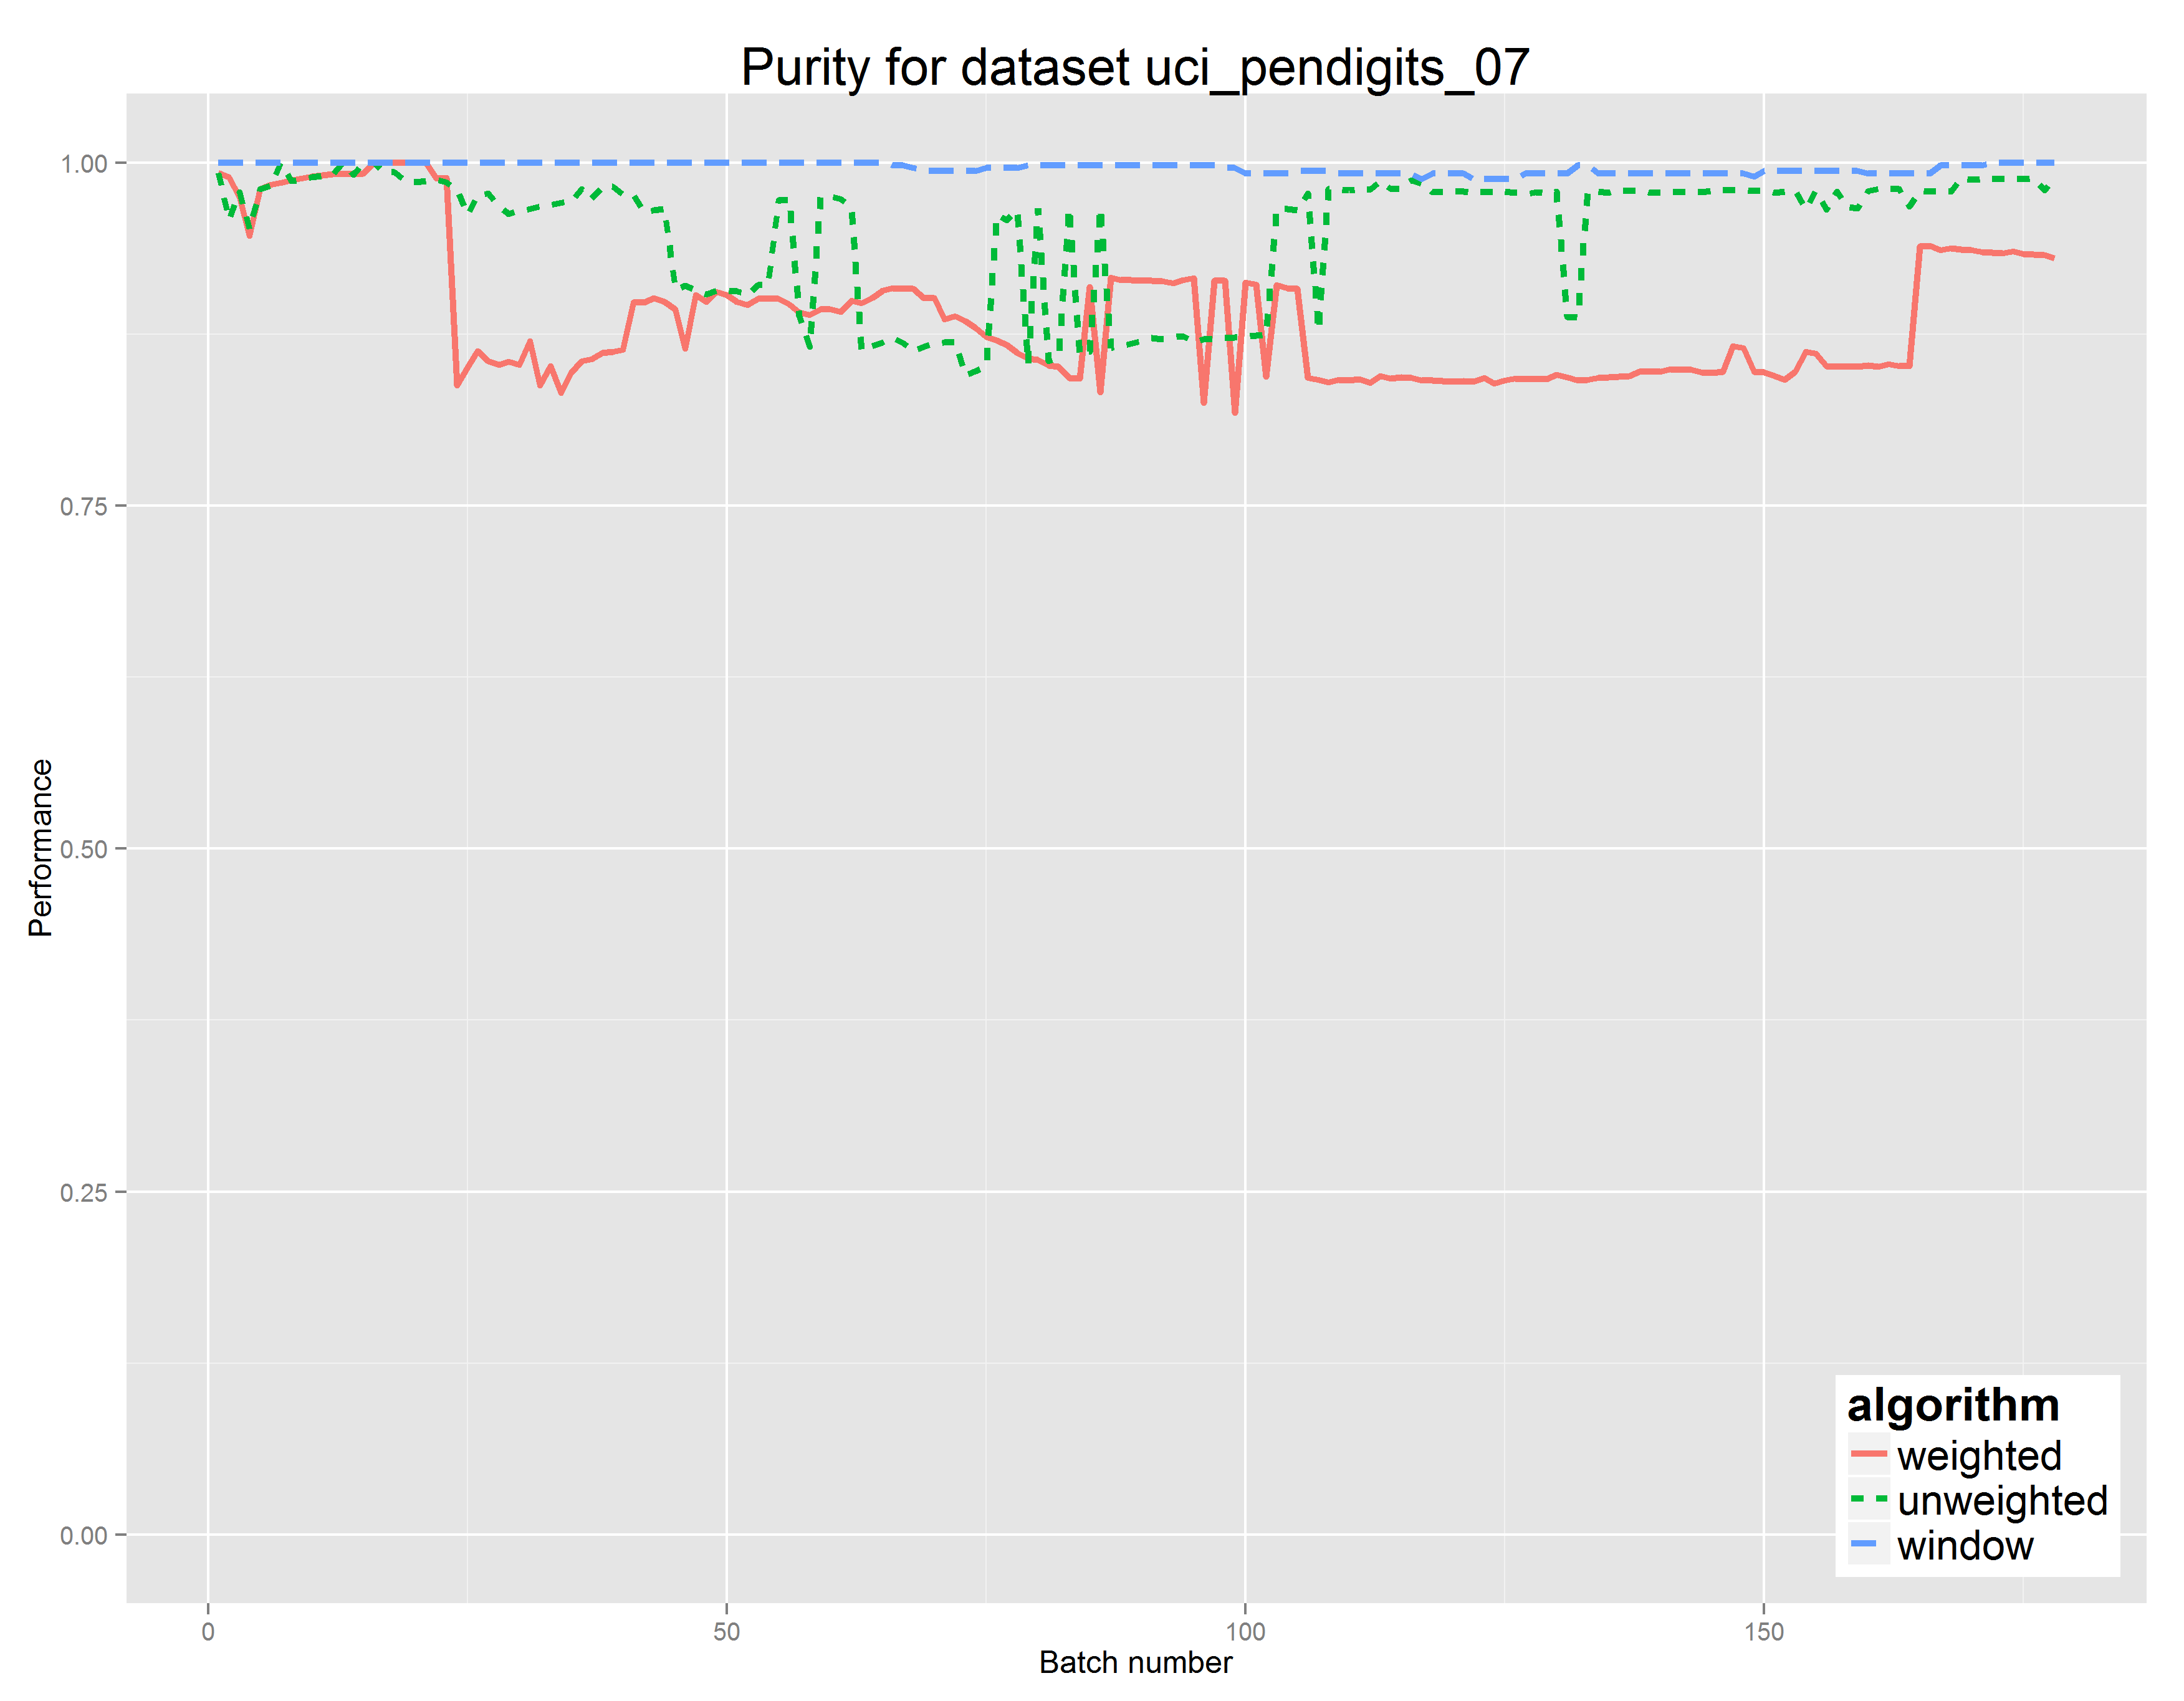 Purity for dataset uci_pendigits_07
Performance
1.00
0.75
0.50
0.25
0.00
0
50
100
150
Batch number
algorithm
weighted
unweighted
window